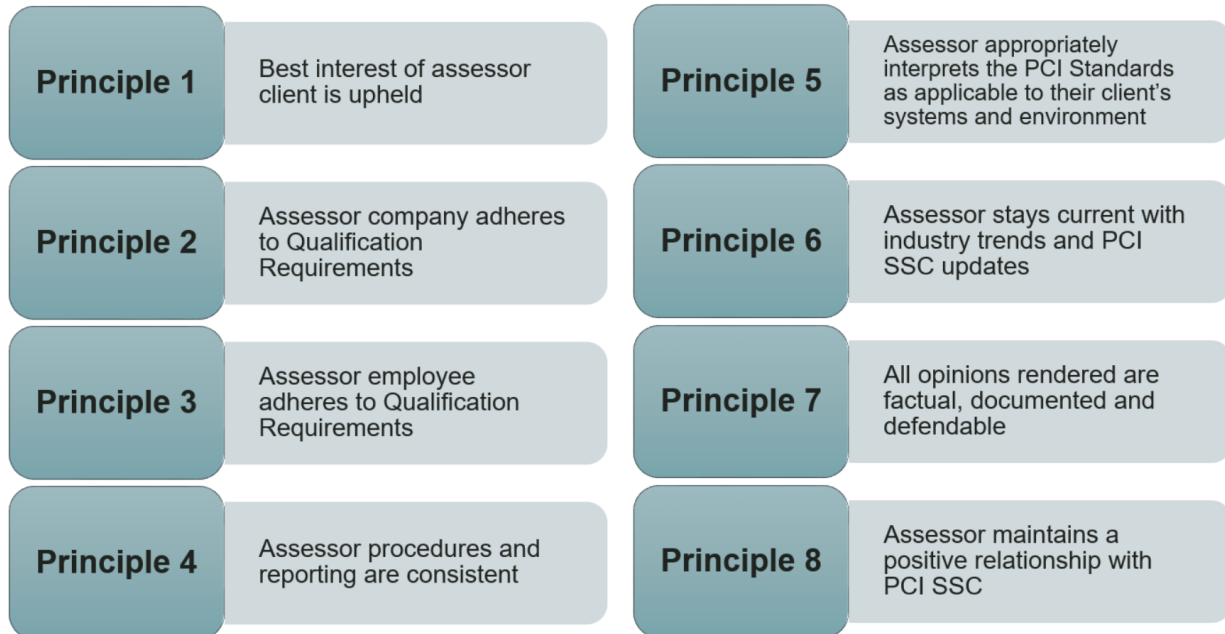 Principle 1
Best interest of assessor
client is upheld
Principle 2
Assessor company adheres
to Qualification
Requirements
Principle 3
Assessor employee
adheres to Qualification
Requirements
Principle 4
Assessor procedures and
reporting are consistent
Principle 5
Assessor appropriately
interprets the PCI Standards
as applicable to their client’s
systems and environment
Principle 6
Assessor stays current with
industry trends and PCI
SSC updates
Principle 7
All opinions rendered are
factual, documented and
defendable
Principle 8
Assessor maintains a
positive relationship with
PCI SSC